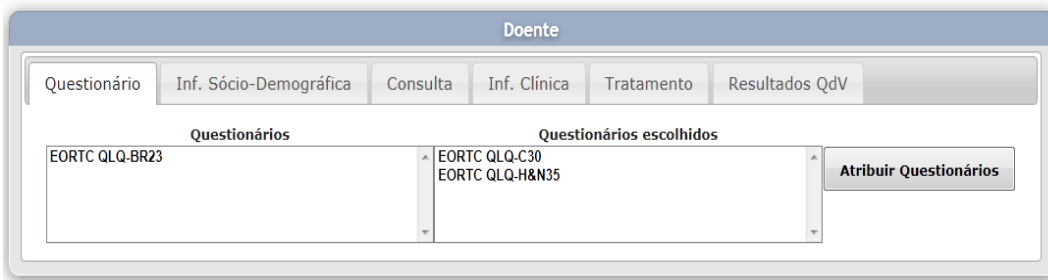 Doente
Questionário Inf. Sócio-Demográfica Consulta Inf. Clínica Tratamento Resultados QdV
Questionários Questionários escolhidos
EORTC QLQ-BR23 EORTC QLQ-C30
EORTC QLQ-H&N35
Atribuir Questionários